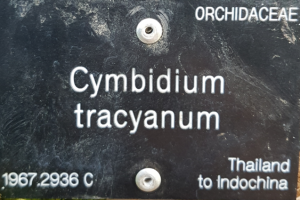 ORCHIDACEAE
Cymbidium
tracyanum
1967.2936 C
Thailand
to Indochina